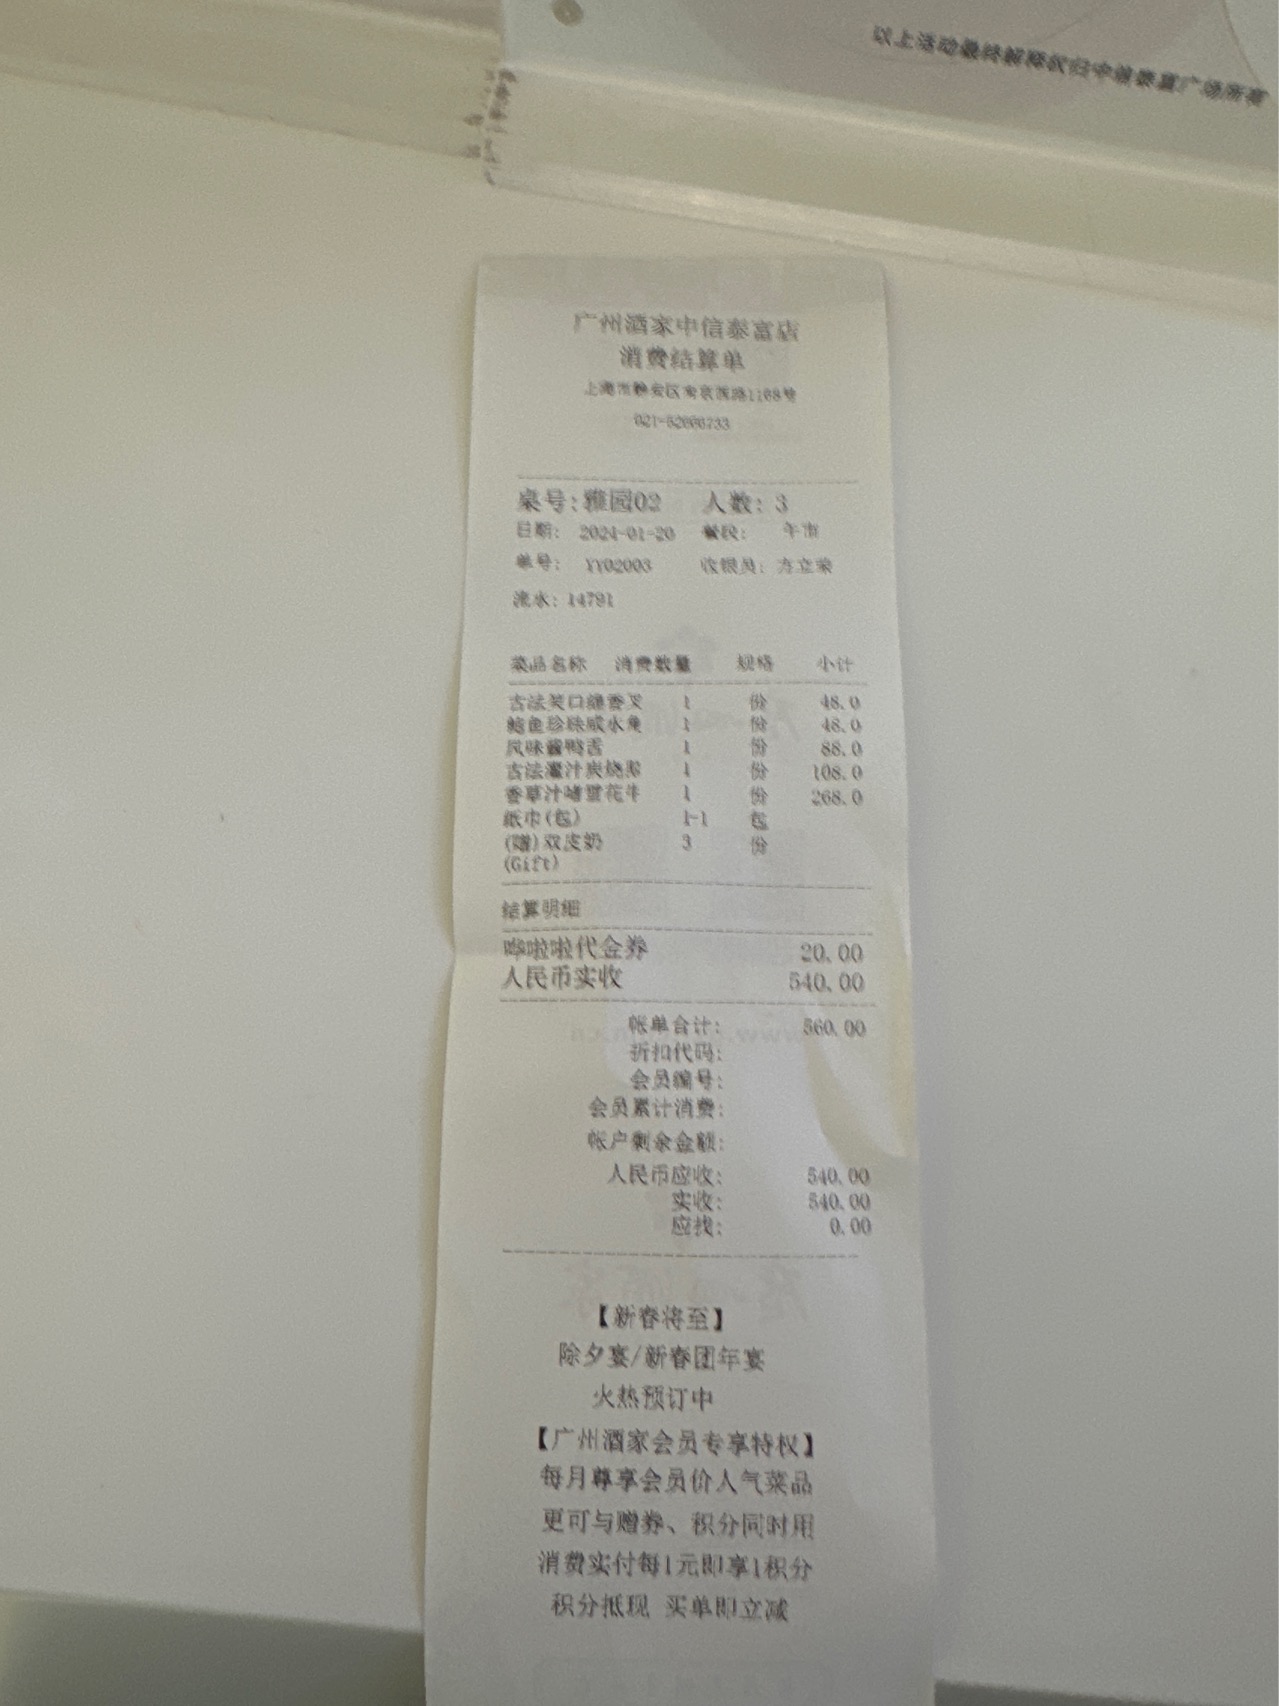 以上活动最终解释权归中信泰富广场所有
广州酒家中信泰富店
消费结算单
上海市静安区南京西路1168号
桌号:雅园02 人数: 3
日期: 2024-01-20 餐段: 午市
单号: YY02003 收银员: 方立荣
流水: 14791
菜品名称 消费数量 规格 小计
古法笑口 叉 1 份 48.0
鲍鱼珍珠咸水角 1 份 48.0
风味酱鸭舌 1 份 88.0
古法灌汁炭烧 1 份 108.0
香草汁 雪花牛 1 份 268.0
纸巾(包) 1-1 包
(赠)双皮奶 3 份
(Gift)
结算明细
哗啦啦代金券 20.00
人民币实收 540.00
帐单合计: 560.00
折扣代码:
会员编号:
会员累计消费:
帐户剩余金额:
人民币应收: 540.00
实收: 540.00
应找: 0.00
【新春将至】
除夕宴/新春团年宴
火热预订中
【广州酒家会员专享特权】
每月尊享会员价人气菜品
更可与赠券、积分同时用
消费实付每1元即享1积分
积分抵现 买单即立减